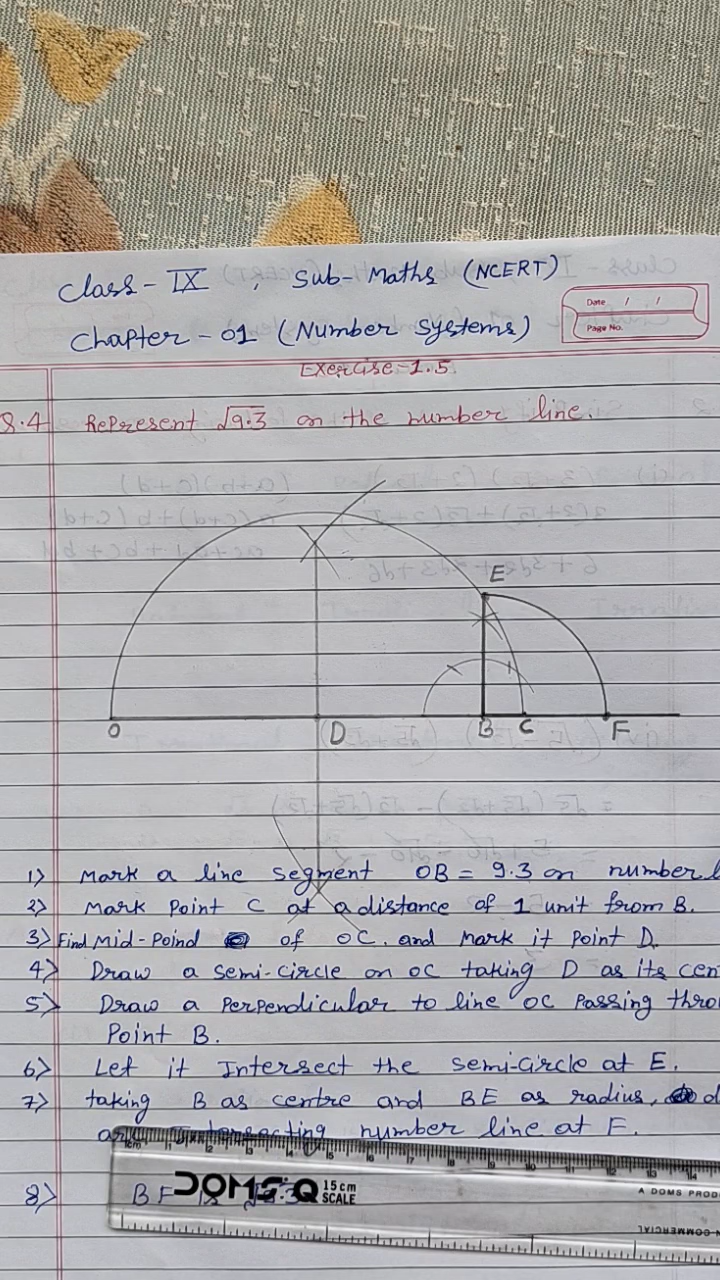 Class - IX , Sub - Maths (NCERT)
Chapter - 01 (Number Systems)
Date / /
Page No.
Exercise - 1.5
8.4 Represent √9.3 on the number line.
E
O D B C F
1) Mark a line segment OB = 9.3 on number
2) Mark Point C at a distance of 1 unit from B.
3) Find Mid-Poind of OC. and Mark it Point D.
4) Draw a semi-circle on OC taking D as its cen
5) Draw a Perpendicular to line OC Passing thro
Point B.
6) Let it Intersect the semi-circle at E.
7) taking B as centre and BE as radius, d
Intersecting number line at F.
8) BF
DOMS Q 15 cm SCALE
A DOMS PROD